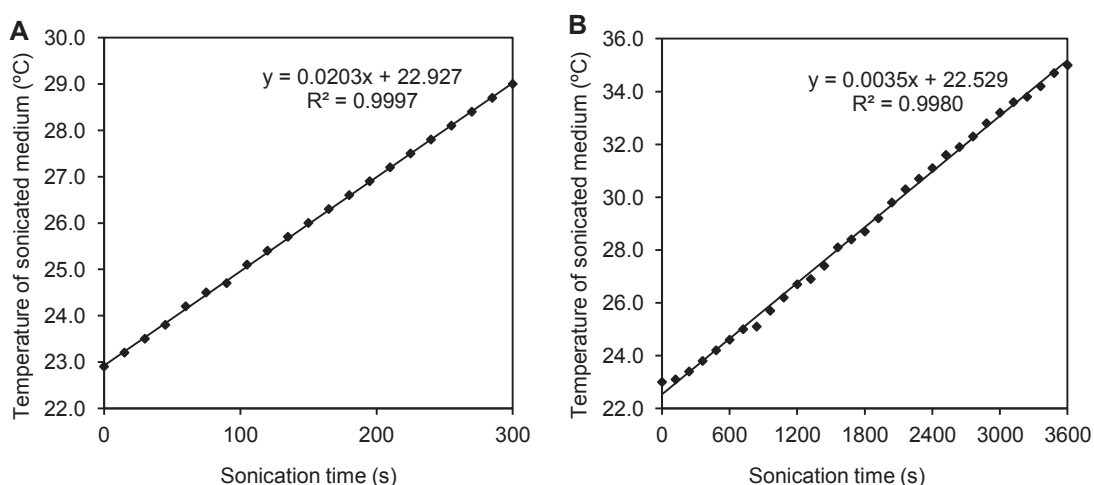 A
Temperature of sonicated medium (ºC)
30.0
29.0
28.0
27.0
26.0
25.0
24.0
23.0
22.0
y = 0.0203x + 22.927
R² = 0.9997
0 100 200 300
Sonication time (s)
B
Temperature of sonicated medium (ºC)
36.0
34.0
32.0
30.0
28.0
26.0
24.0
22.0
y = 0.0035x + 22.529
R² = 0.9980
0 600 1200 1800 2400 3000 3600
Sonication time (s)